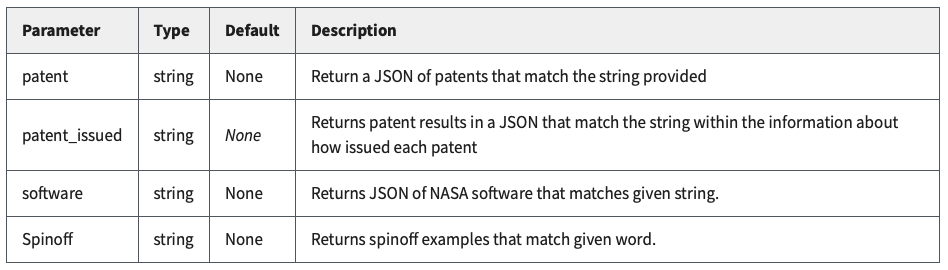 Parameter Type Default Description
patent string None Return a JSON of patents that match the string provided
patent_issued string None Returns patent results in a JSON that match the string within the information about
how issued each patent
software string None Returns JSON of NASA software that matches given string.
Spinoff string None Returns spinoff examples that match given word.